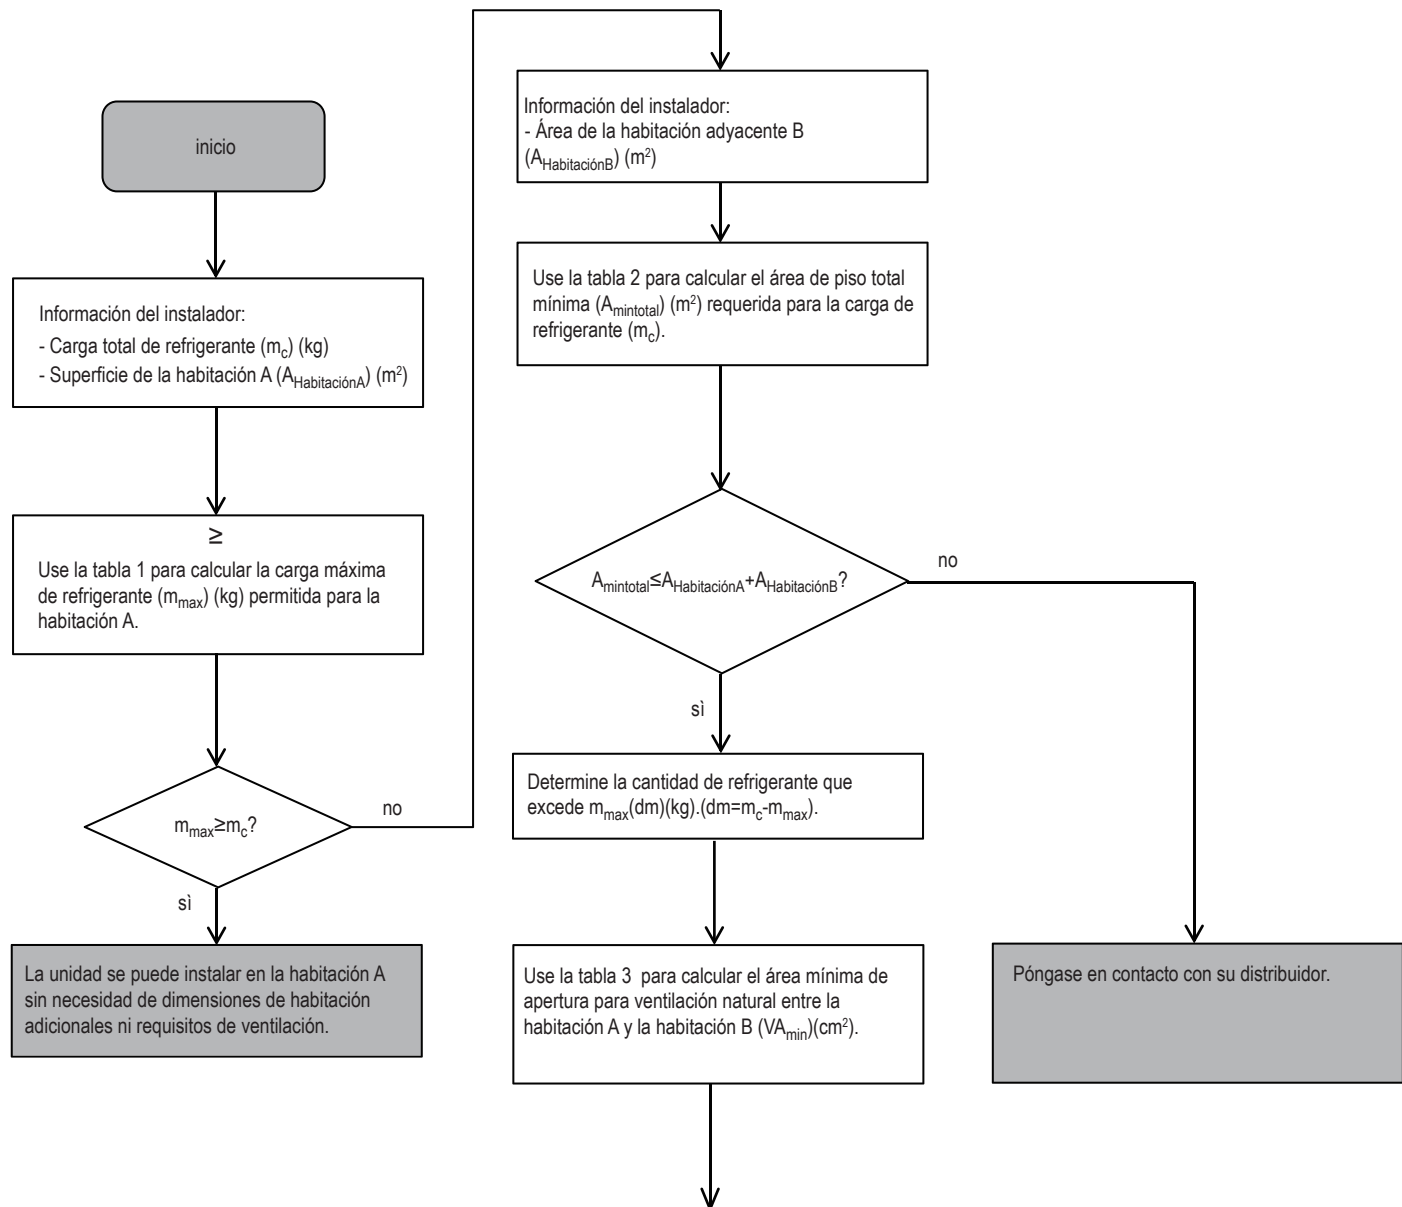 inicio
Información del instalador:
- Carga total de refrigerante (mc) (kg)
- Superficie de la habitación A (AHabitaciónA) (m²)
≥
Use la tabla 1 para calcular la carga máxima
de refrigerante (mmax) (kg) permitida para la
habitación A.
mmax≥mc?
no
sì
La unidad se puede instalar en la habitación A
sin necesidad de dimensiones de habitación
adicionales ni requisitos de ventilación.
Información del instalador:
- Área de la habitación adyacente B
(AHabitaciónB) (m²)
Use la tabla 2 para calcular el área de piso total
mínima (Amintotal) (m²) requerida para la carga de
refrigerante (mc).
Amintotal≤AHabitaciónA+AHabitaciónB?
no
sì
Determine la cantidad de refrigerante que
excede mmax(dm)(kg).(dm=mc-mmax).
Use la tabla 3 para calcular el área mínima de
apertura para ventilación natural entre la
habitación A y la habitación B (VAmin)(cm²).
Póngase en contacto con su distribuidor.